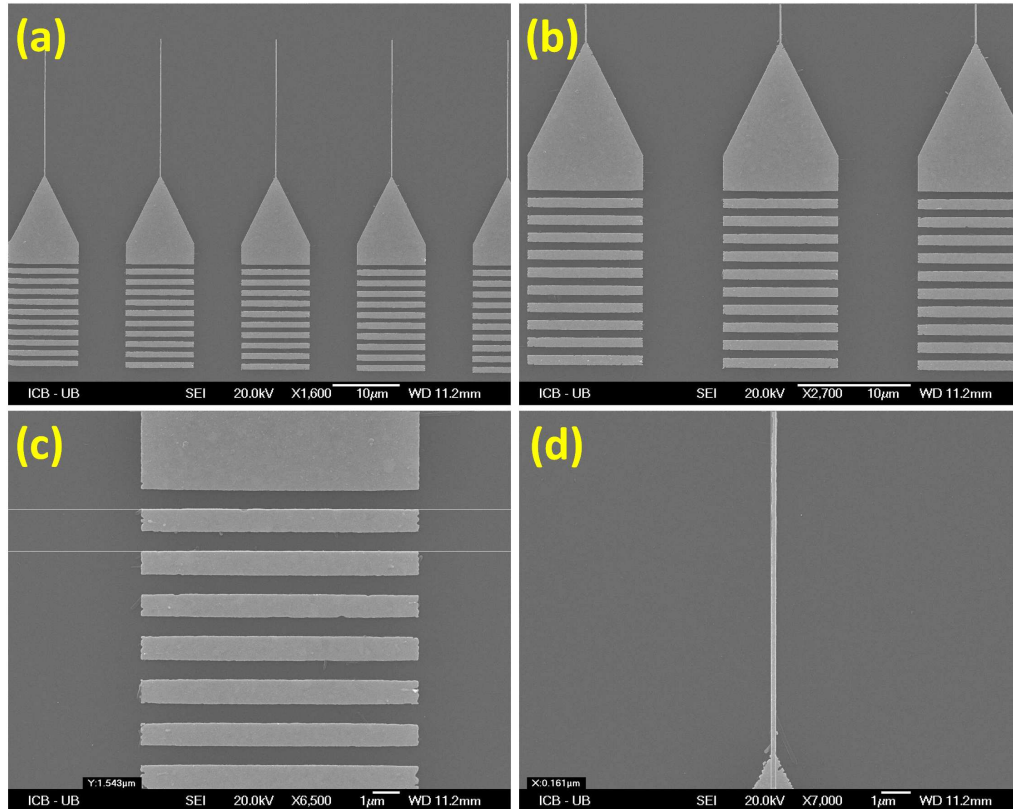 (a)
ICB - UB SEI 20.0kV X1,600 10µm WD 11.2mm
(b)
ICB - UB SEI 20.0kV X2,700 10µm WD 11.2mm
(c)
Y:1.543µm
ICB - UB SEI 20.0kV X6,500 1µm WD 11.2mm
(d)
X:0.161µm
ICB - UB SEI 20.0kV X7,000 1µm WD 11.2mm